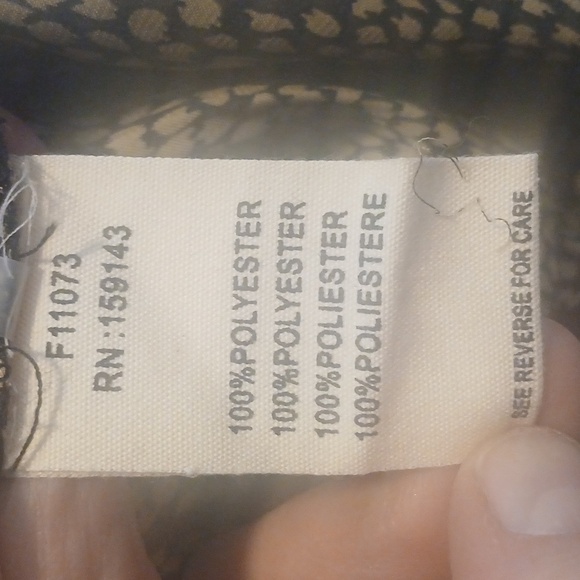 F11073
RN:159143
100%POLYESTER
100%POLYESTER
100%POLIESTER
100%POLIESTERE
SEE REVERSE FOR CARE